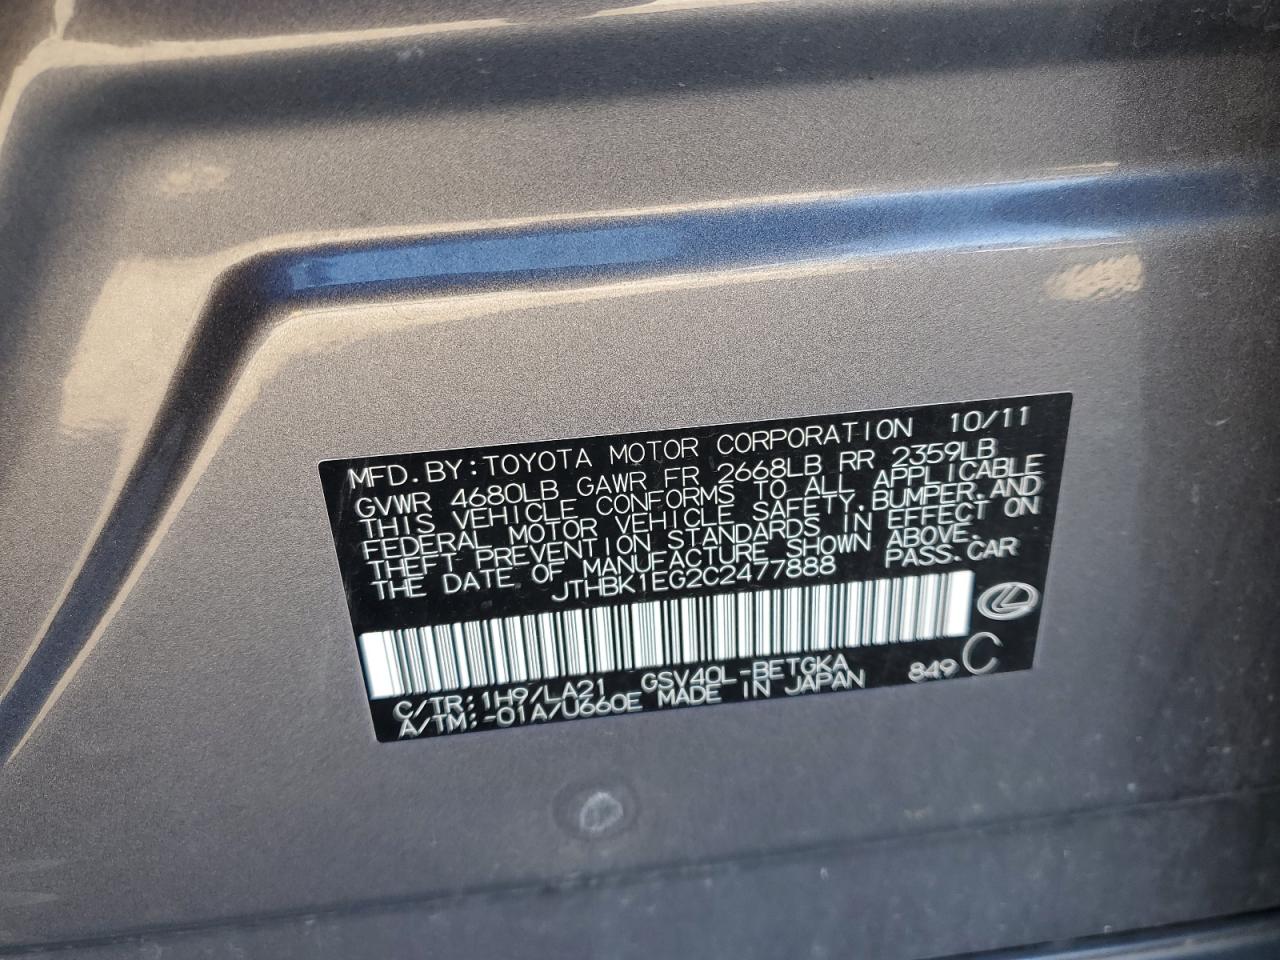 MFD.BY:TOYOTA MOTOR CORPORATION 10/11
GVWR 4680LB GAWR FR 2668LB RR 2359LB
THIS VEHICLE CONFORMS TO ALL APPLICABLE
FEDERAL MOTOR VEHICLE SAFETY,BUMPER,AND
THEFT PREVENTION STANDARDS IN EFFECT ON
THE DATE OF MANUFACTURE SHOWN ABOVE.
JTHBK1EG2C2477888 PASS.CAR
C/TR:1H9/LA21 GSV40L-BETGKA 849 C
A/TM:-01A/U660E MADE IN JAPAN